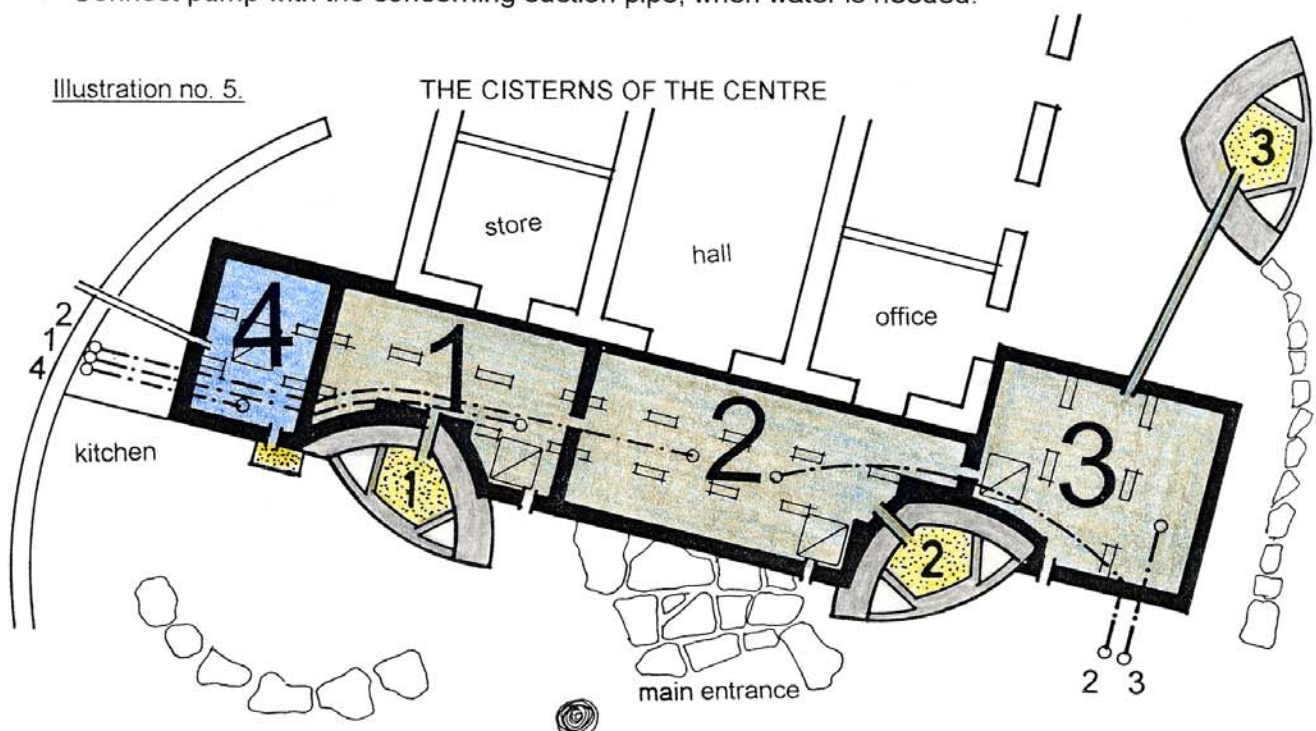 Connect pump with the concerning suction pipe, when water is needed.
Illustration no. 5.
THE CISTERNS OF THE CENTRE
3
store
hall
office
4
1
2
3
2
1
4
kitchen
1
2
main entrance
2 3